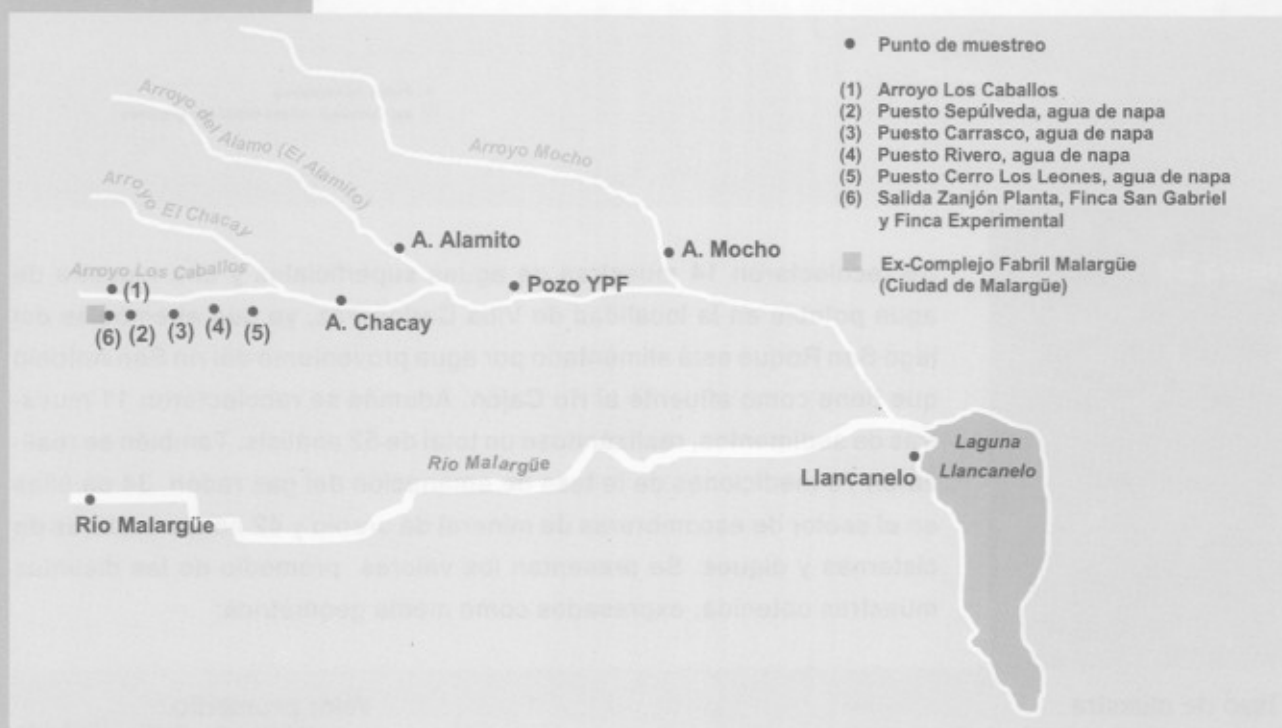 Punto de muestreo
(1) Arroyo Los Caballos
(2) Puesto Sepúlveda, agua de napa
(3) Puesto Carrasco, agua de napa
(4) Puesto Rivero, agua de napa
(5) Puesto Cerro Los Leones, agua de napa
(6) Salida Zanjón Planta, Finca San Gabriel
y Finca Experimental
Ex-Complejo Fabril Malargüe
(Ciudad de Malargüe)
Arroyo Mocho
Arroyo del Alamo (El Alamito)
Arroyo El Chacay
Arroyo Los Caballos
A. Alamito
A. Mocho
Pozo YPF
A. Chacay
(1)
(6) (2) (3) (4) (5)
Río Malargüe
Río Malargüe
Llancanelo
Laguna
Llancanelo